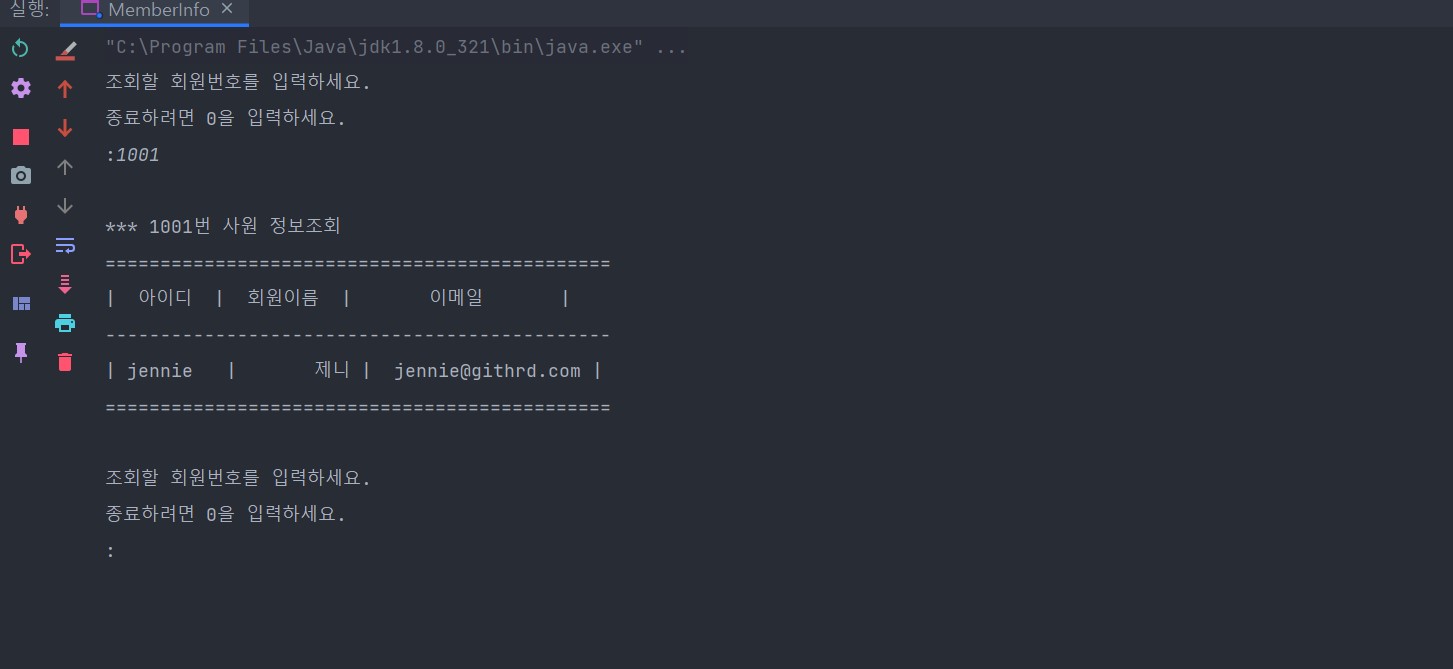 실행: MemberInfo ×
"C:\Program Files\Java\jdk1.8.0_321\bin\java.exe" ...
조회할 회원번호를 입력하세요.
종료하려면 0을 입력하세요.
:1001
*** 1001번 사원 정보조회
==============================================
| 아이디 | 회원이름 | 이메일 |
----------------------------------------------
| jennie | 제니 | jennie@githrd.com |
==============================================
조회할 회원번호를 입력하세요.
종료하려면 0을 입력하세요.
: